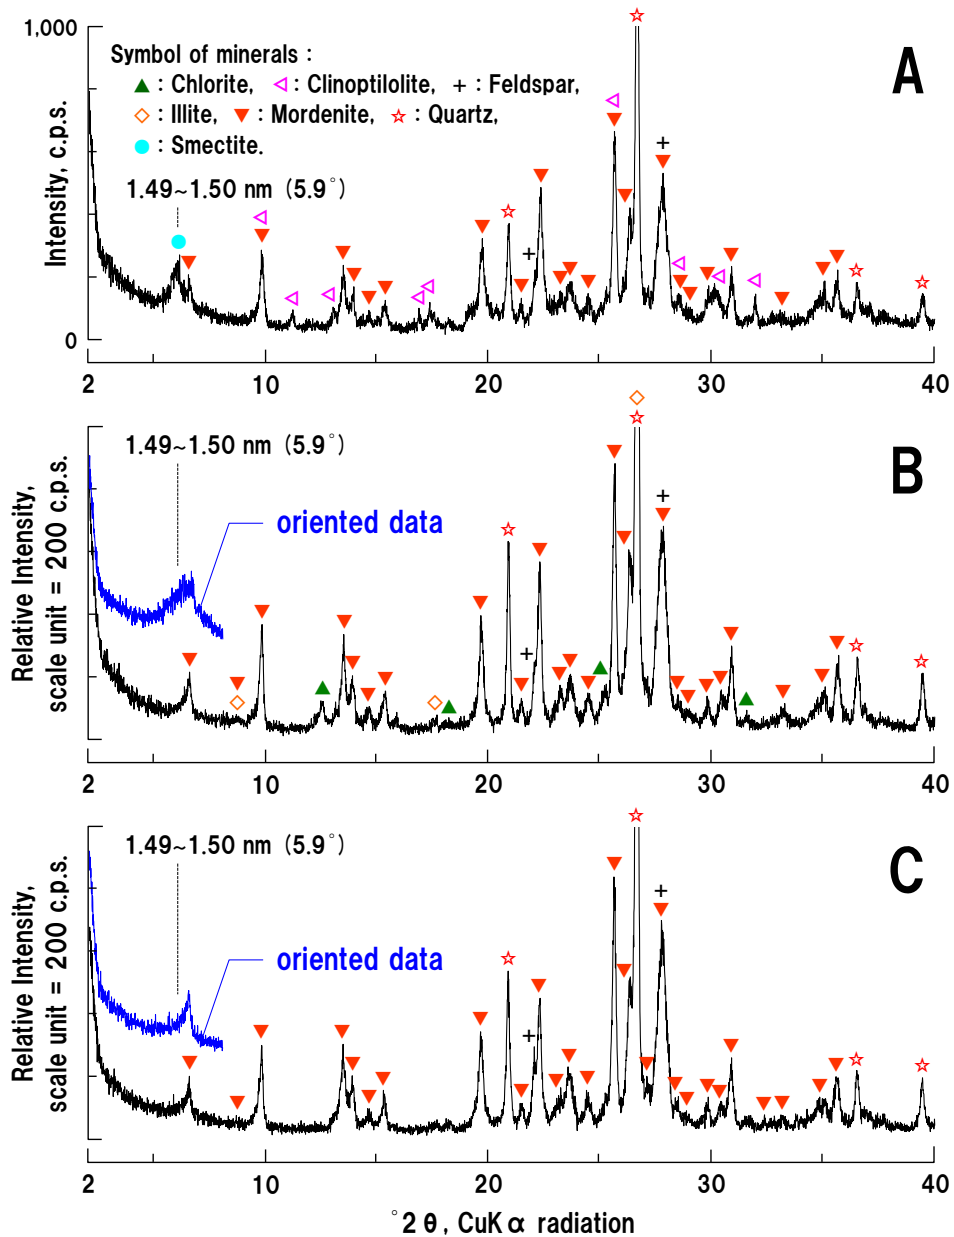 1,000
A
Symbol of minerals :
: Chlorite, : Clinoptilolite, + : Feldspar,
: Illite, : Mordenite, : Quartz,
: Smectite.
1.49~1.50 nm (5.9°)
Intensity, c.p.s.
0
2 10 20 30 40
B
1.49~1.50 nm (5.9°)
oriented data
Relative Intensity,
scale unit = 200 c.p.s.
2 10 20 30 40
C
1.49~1.50 nm (5.9°)
oriented data
Relative Intensity,
scale unit = 200 c.p.s.
2 10 20 30 40
°2 θ, CuK α radiation